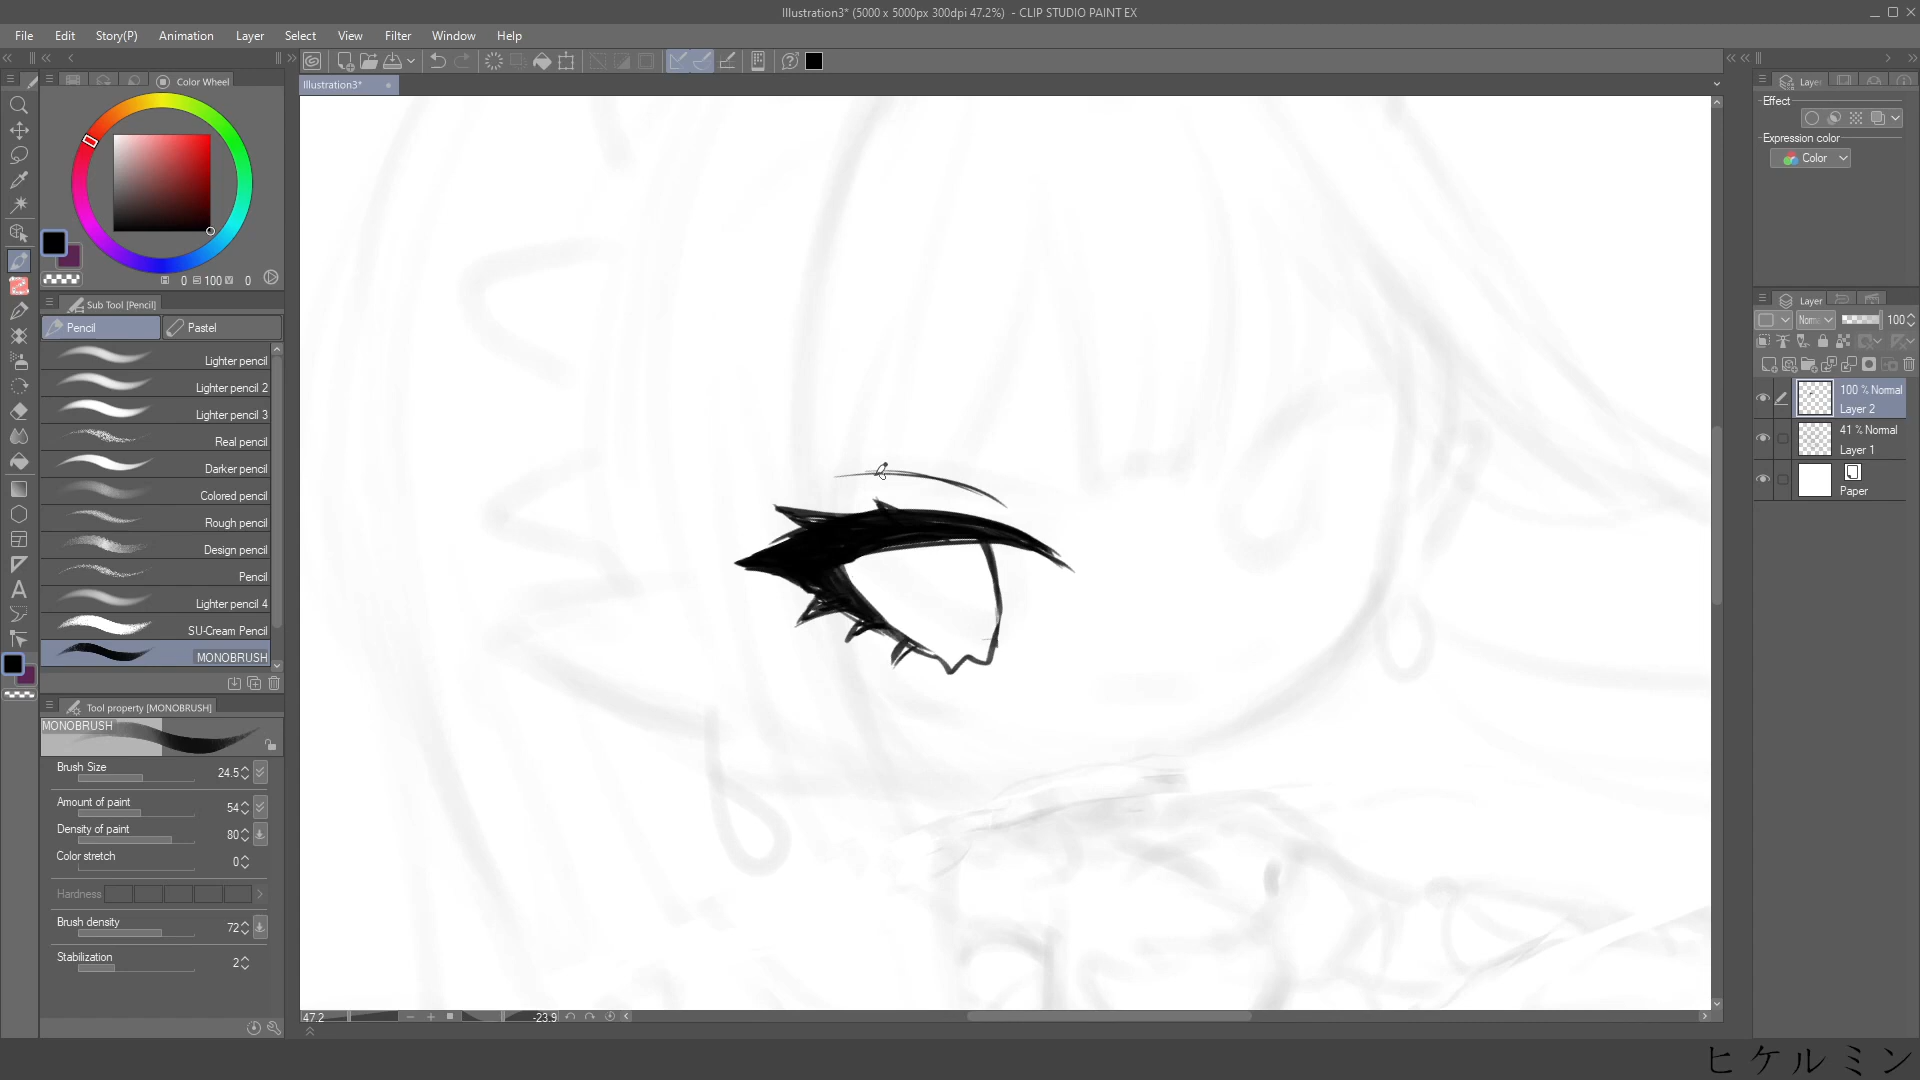 Illustration3* (5000 x 5000px 300dpi 47.2%) - CLIP STUDIO PAINT EX
File Edit Story(P) Animation Layer Select View Filter Window Help
Illustration3*
Color Wheel
0 100 0
Sub Tool [Pencil]
Pencil Pastel
Lighter pencil
Lighter pencil 2
Lighter pencil 3
Real pencil
Darker pencil
Colored pencil
Rough pencil
Design pencil
Pencil
Lighter pencil 4
SU-Cream Pencil
MONOBRUSH
Tool property [MONOBRUSH]
MONOBRUSH
Brush Size 24.5
Amount of paint 54
Density of paint 80
Color stretch 0
Hardness
Brush density 72
Stabilization 2
47.2 -23.9
Layer
Effect
Expression color
Color
Layer
Norm 100
100 % Normal
Layer 2
41 % Normal
Layer 1
Paper
ヒケルミン